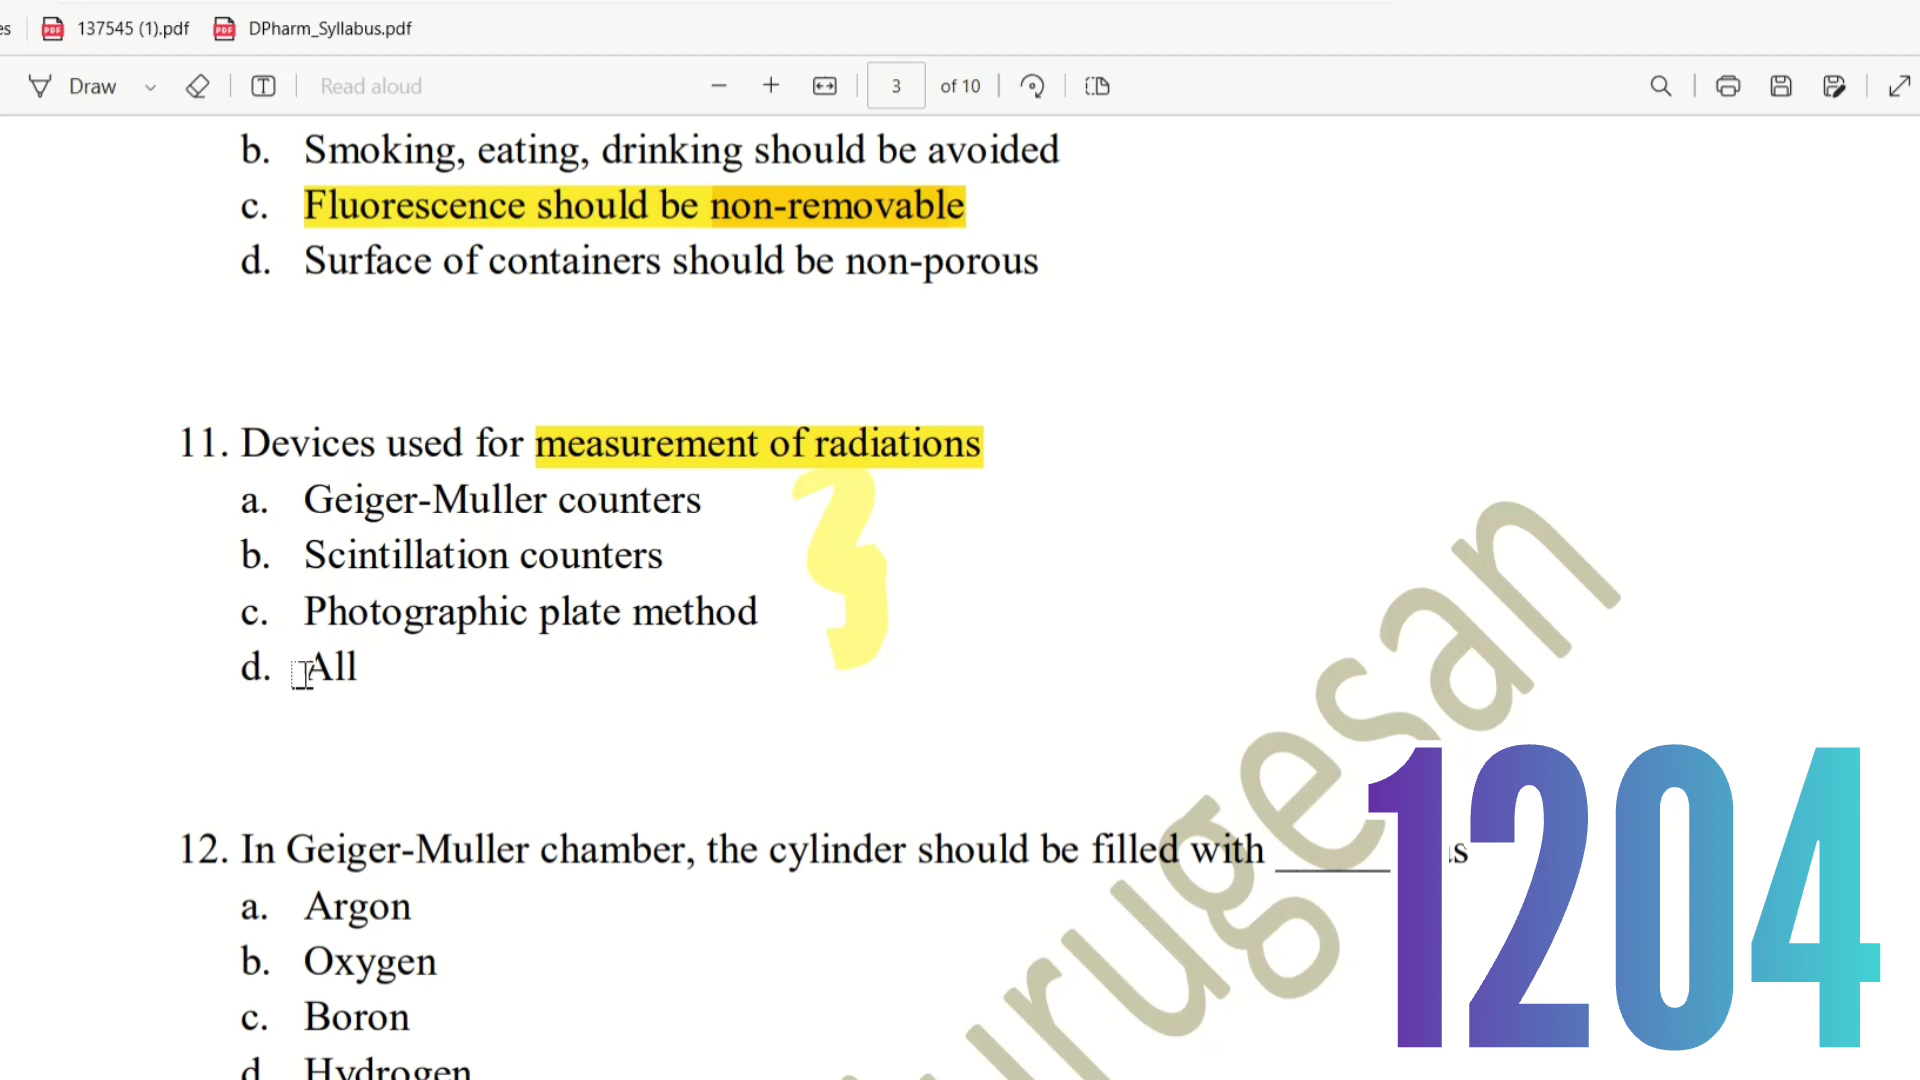 es
137545 (1).pdf
DPharm_Syllabus.pdf
Draw
Read aloud
3
of 10
b. Smoking, eating, drinking should be avoided
c. Fluorescence should be non-removable
d. Surface of containers should be non-porous
11. Devices used for measurement of radiations
a. Geiger-Muller counters
b. Scintillation counters
c. Photographic plate method
d. All
12. In Geiger-Muller chamber, the cylinder should be filled with ______
a. Argon
b. Oxygen
c. Boron
d. Hydrogen
urugesan
1204